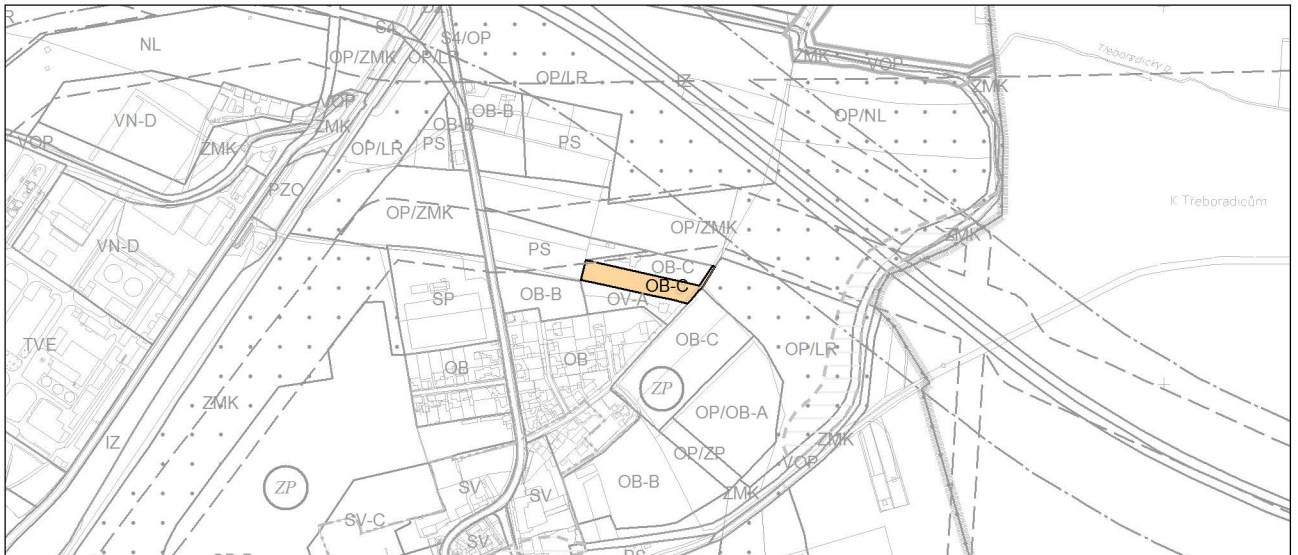 S4
NL
OP/ZMK
OP/LR
S4/OP
OP/LR
IZ
ZMK
VOP
Třeboradický p.
ZMK
VN-D
VOP
ZMK
OB-B
OB-B
OP/NL
VOP
ZMK
OP/LR
PS
PS
PZO
K Třeboradicům
OP/ZMK
OP/ZMK
ZMK
VN-D
PS
OB-C
OB-C
SP
OB-B
OV-A
TVE
OB-C
OP/LR
OB
OB
ZP
ZMK
OP/OB-A
IZ
ZMK
OP/ZP
VOP
ZP
SV
OB-B
ZMK
SV
SV-C
SV